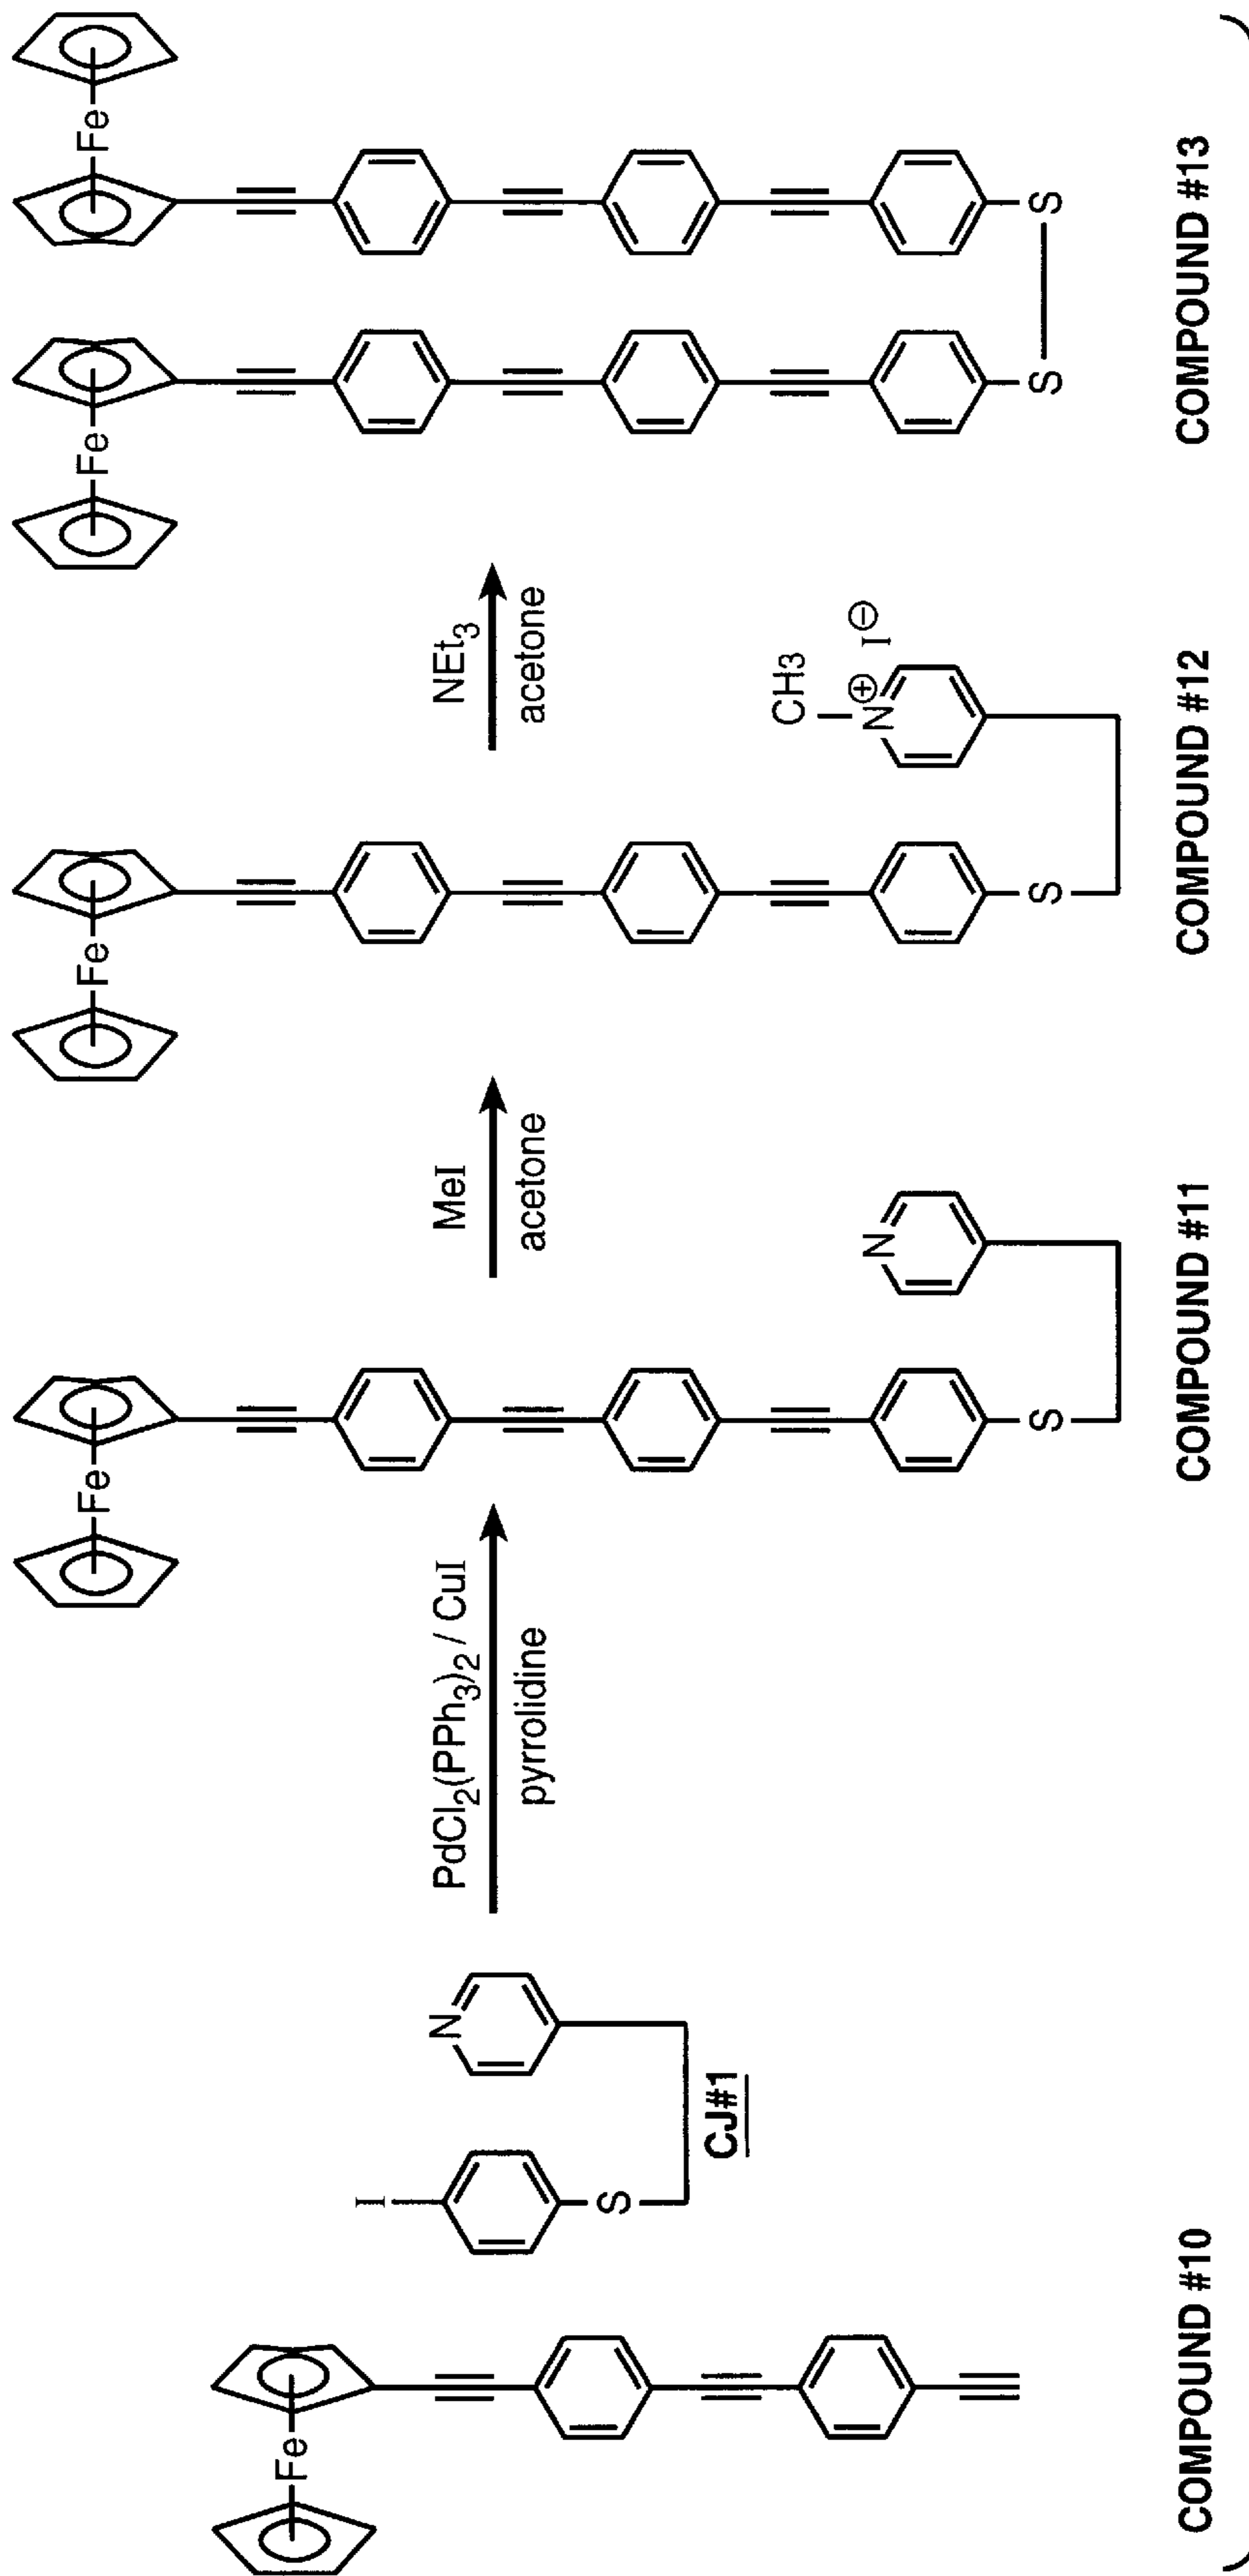 Fe
COMPOUND #10
I
S
N
CJ#1
PdCl2(PPh3)2 / CuI
pyrrolidine
Fe
S
N
COMPOUND #11
MeI
acetone
Fe
S
CH3
N⊕ I⊖
COMPOUND #12
NEt3
acetone
Fe
Fe
S S
COMPOUND #13